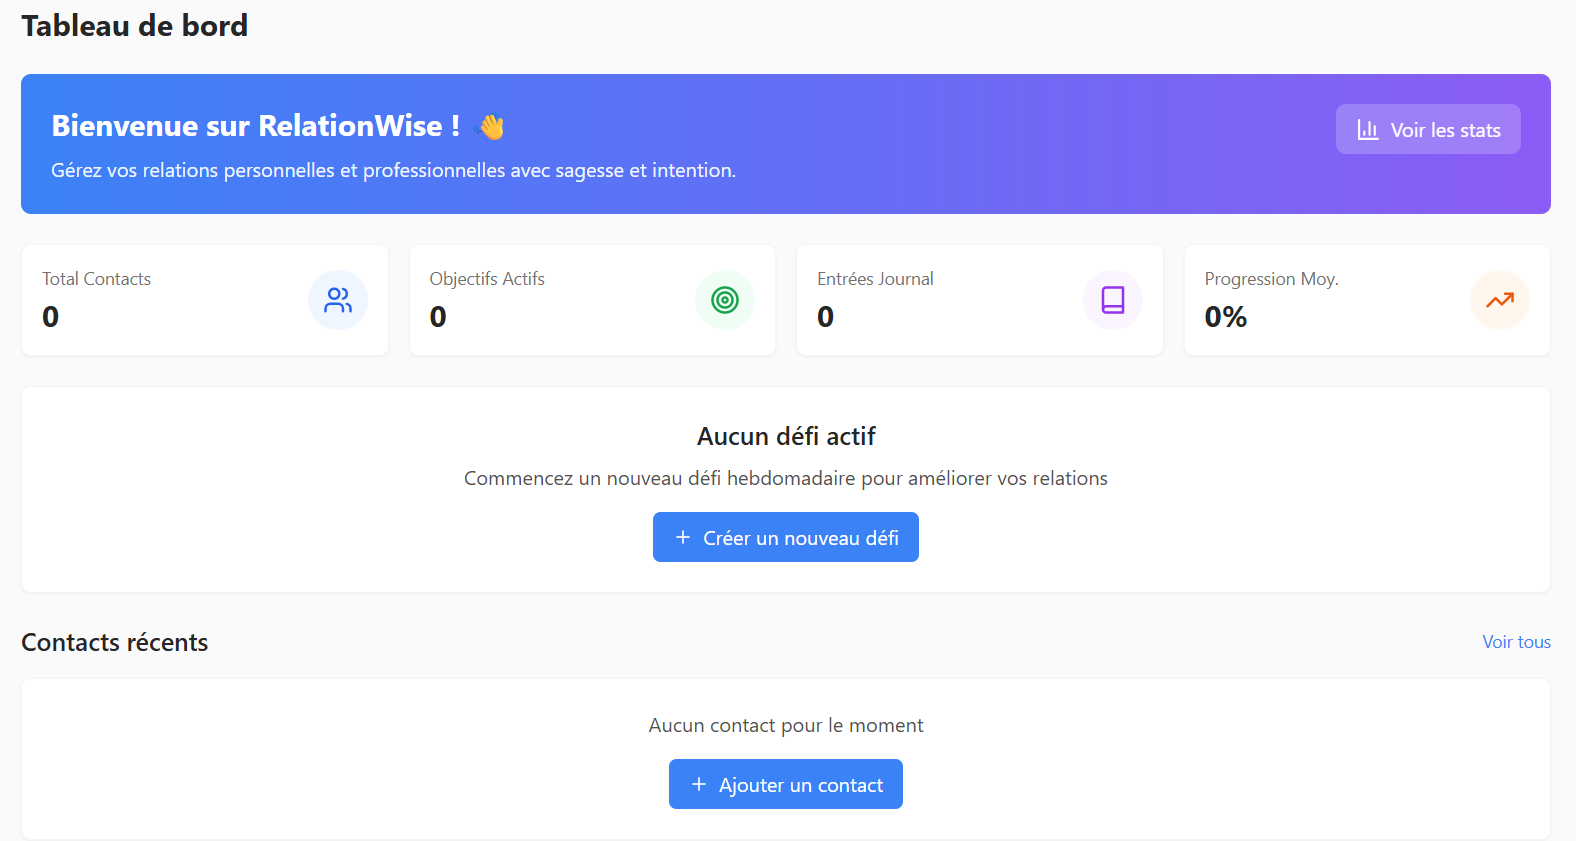 Tableau de bord
Bienvenue sur RelationWise ! 👋
Gérez vos relations personnelles et professionnelles avec sagesse et intention.
Voir les stats
Total Contacts
0
Objectifs Actifs
0
Entrées Journal
0
Progression Moy.
0%
Aucun défi actif
Commencez un nouveau défi hebdomadaire pour améliorer vos relations
+ Créer un nouveau défi
Contacts récents
Voir tous
Aucun contact pour le moment
+ Ajouter un contact